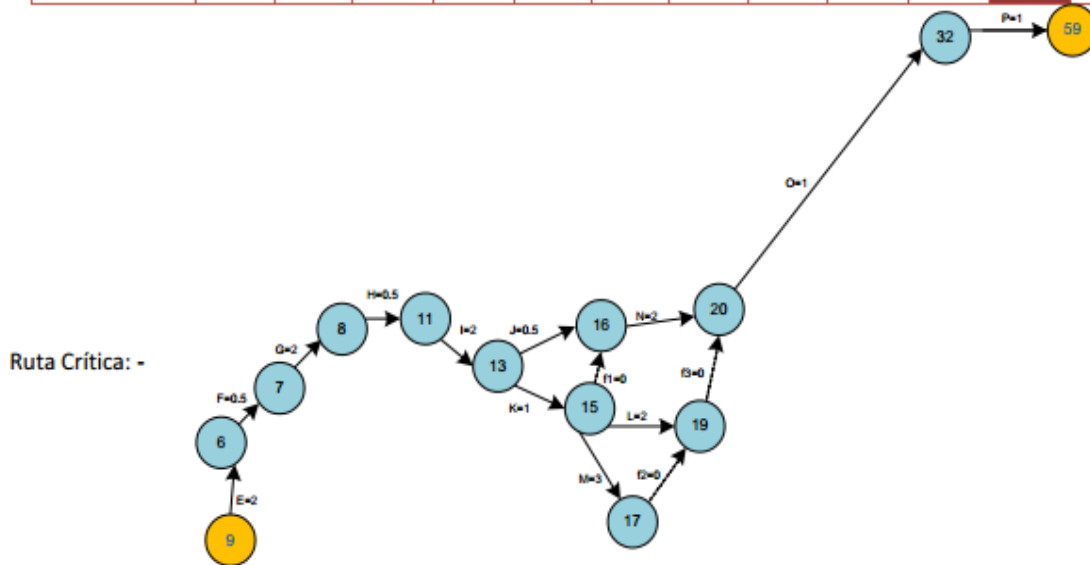 P=1
59
32
O=1
H=0.5
11
20
8
I=2
J=0.5
16
N=2
G=2
13
f3=0
Ruta Crítica: -
7
f1=0
F=0.5
K=1
15
L=2
19
6
M=3
f2=0
E=2
17
9